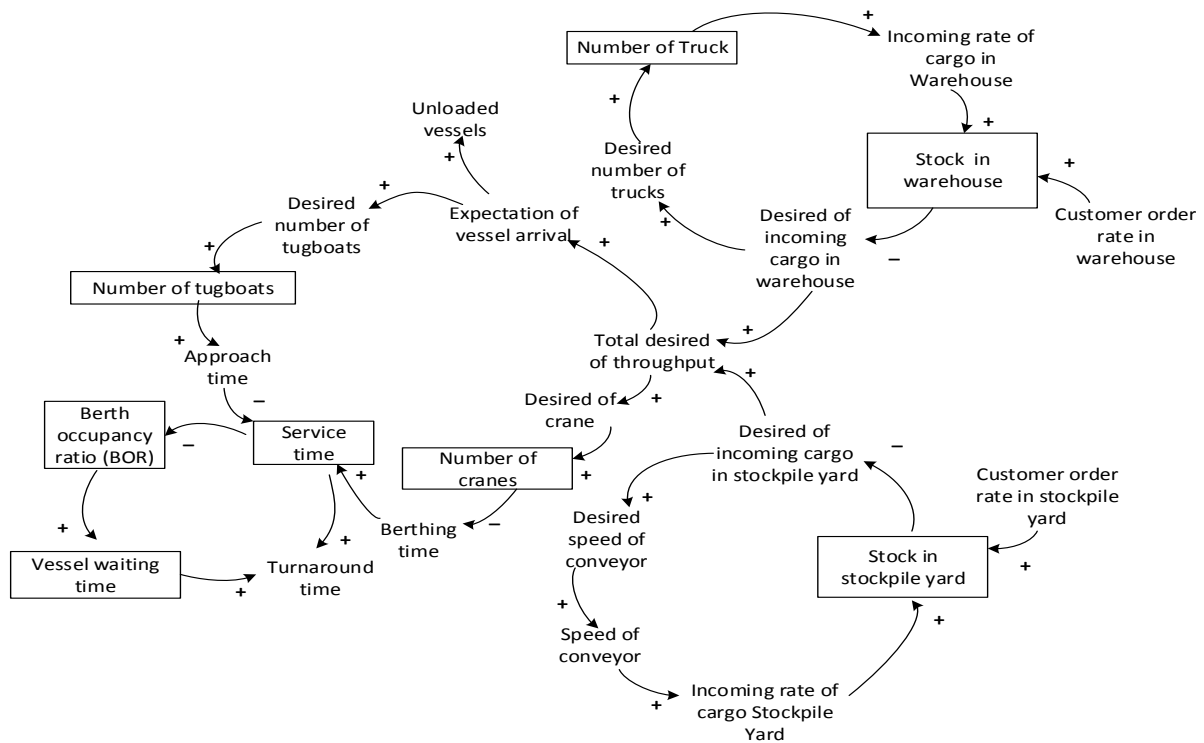 Number of Truck
+
Incoming rate of
cargo in
Warehouse
+
Stock in
warehouse
+
Customer order
rate in
warehouse
−
Desired of
incoming
cargo in
warehouse
+
Desired
number of
trucks
+
Unloaded
vessels
+
Expectation of
vessel arrival
+
+
Desired
number of
tugboats
+
Number of tugboats
+
Approach
time
−
Total desired
of throughput
+
+
+
Desired of
crane
Number of
cranes
+
−
Berthing
time
+
Service
time
−
Berth
occupancy
ratio (BOR)
+
Vessel waiting
time
+
Turnaround
time
+
Desired of
incoming cargo
in stockpile yard
−
+
Desired
speed of
conveyor
+
Speed of
conveyor
+
Incoming rate of
cargo Stockpile
Yard
+
Stock in
stockpile yard
+
Customer order
rate in stockpile
yard